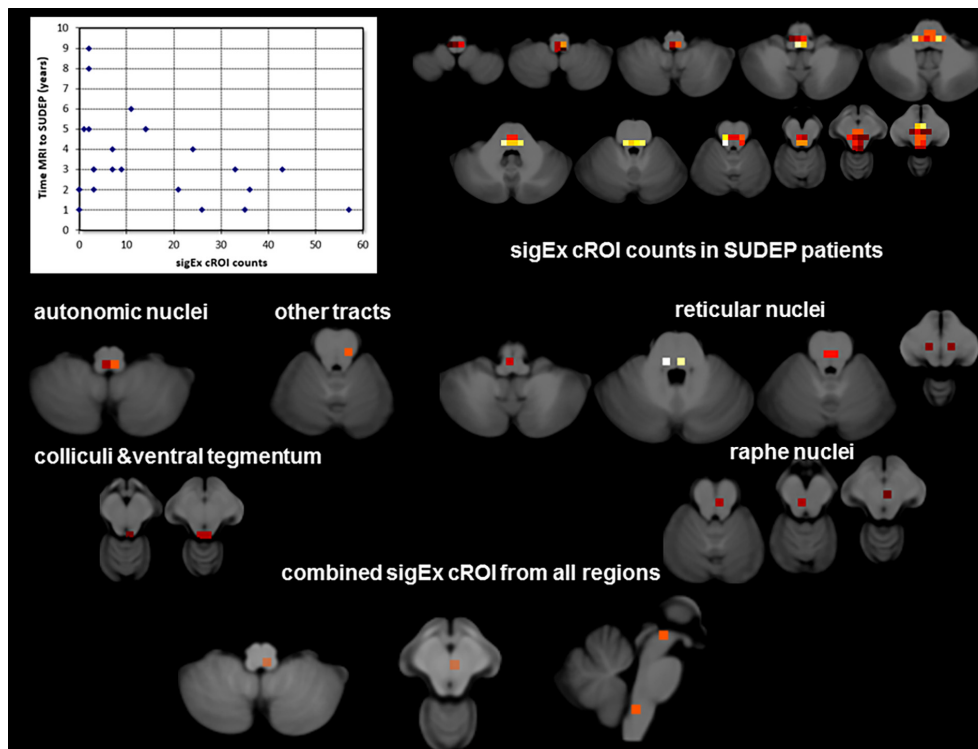 10
9
8
7
6
5
4
3
2
1
0
Time MRI to SUDEP (years)
0 10 20 30 40 50 60
sigEx cROI counts
sigEx cROI counts in SUDEP patients
autonomic nuclei
other tracts
reticular nuclei
colliculi &ventral tegmentum
raphe nuclei
combined sigEx cROI from all regions